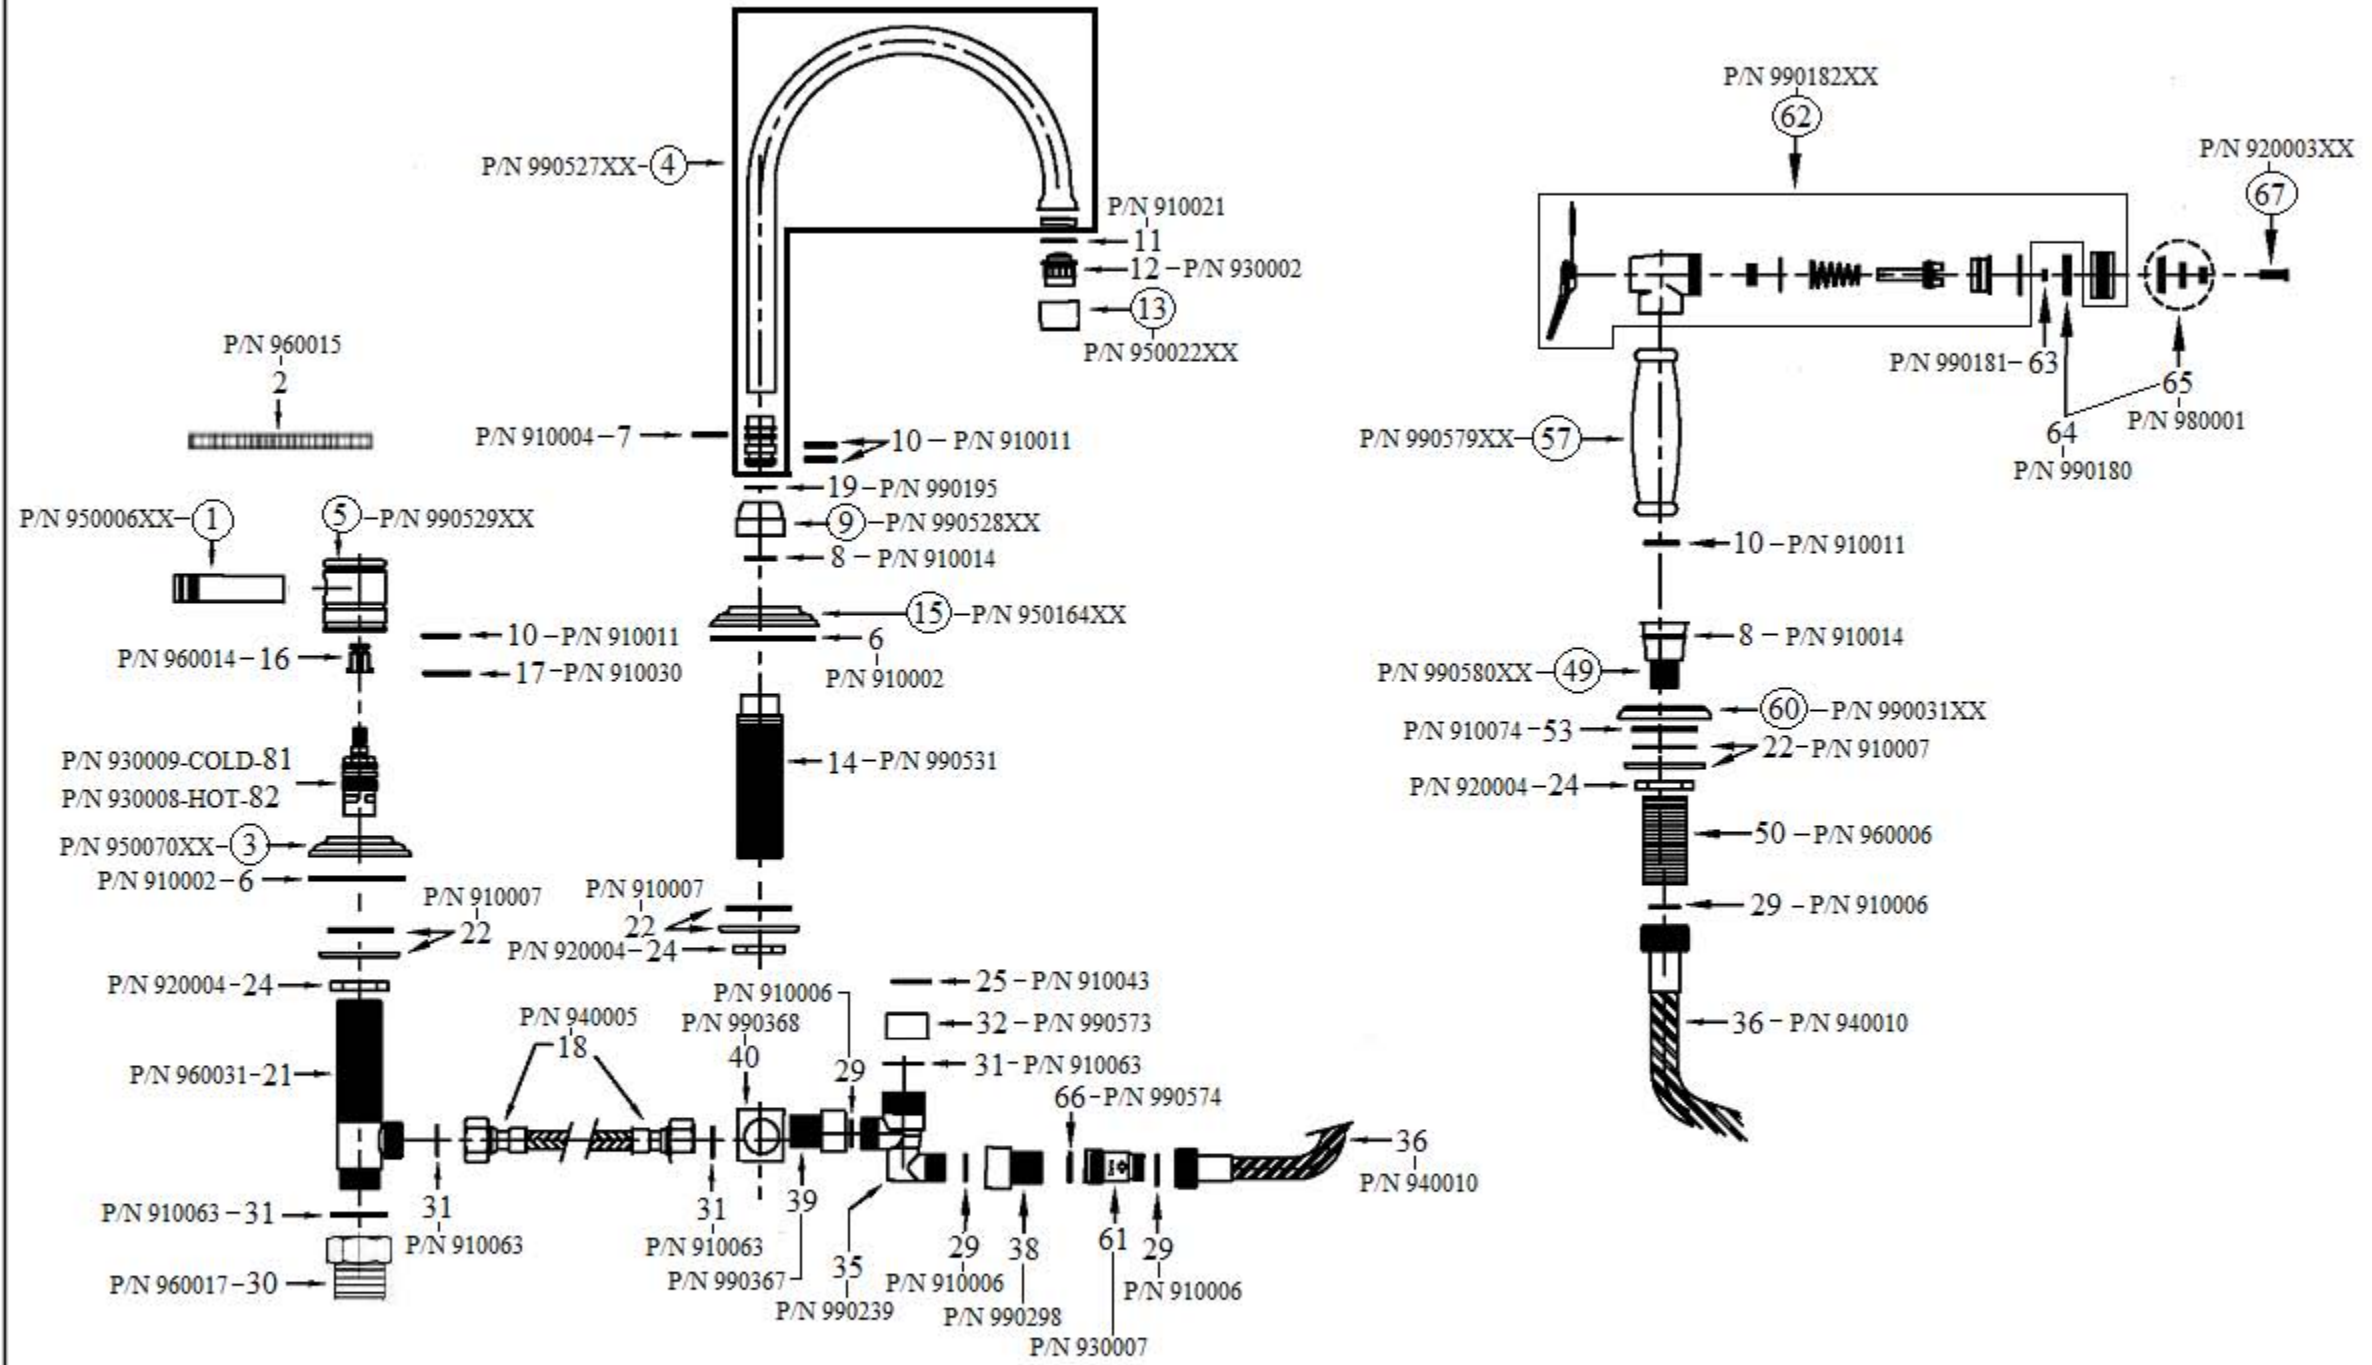 P/N 990182XX
62
P/N 920003XX
67
P/N 990527XX-4
P/N 910021
11
12-P/N 930002
13
P/N 950022XX
P/N 990181-63
65
P/N 980001
64
P/N 990180
P/N 960015
2
P/N 910004-7
10-P/N 910011
P/N 990579XX-57
19-P/N 990195
P/N 950006XX-1
5-P/N 990529XX
9-P/N 990528XX
8-P/N 910014
10-P/N 910011
15-P/N 950164XX
6
P/N 910002
10-P/N 910011
P/N 960014-16
17-P/N 910030
8-P/N 910014
P/N 990580XX-49
60-P/N 990031XX
P/N 910074-53
22-P/N 910007
P/N 920004-24
P/N 930009-COLD-81
P/N 930008-HOT-82
14-P/N 990531
50-P/N 960006
P/N 950070XX-3
P/N 910002-6
P/N 910007
22
P/N 910007
22
P/N 920004-24
29-P/N 910006
P/N 920004-24
25-P/N 910043
P/N 910006
29
P/N 990368
40
32-P/N 990573
36-P/N 940010
P/N 940005
18
31-P/N 910063
P/N 960031-21
66-P/N 990574
36
P/N 940010
P/N 910063-31
31
P/N 910063
31
P/N 910063
39
P/N 990367
35
P/N 990239
29
P/N 910006
38
P/N 990298
61
P/N 930007
29
P/N 910006
P/N 960017-30